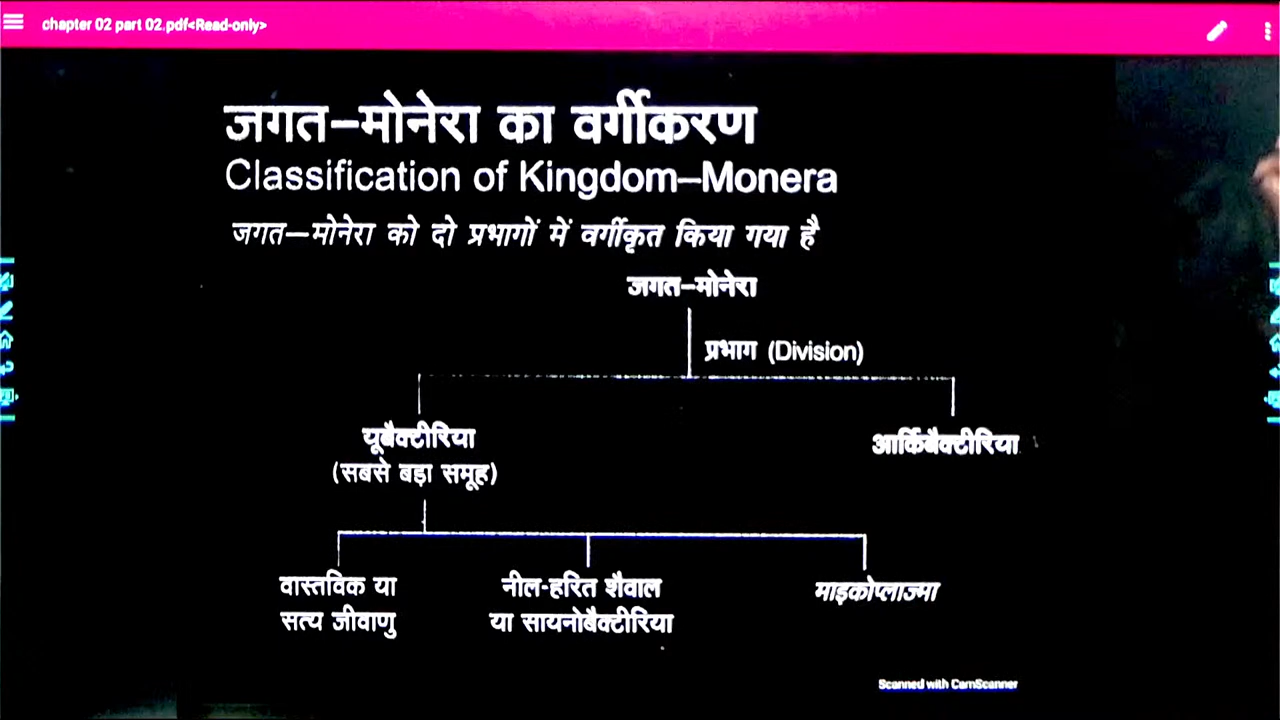 chapter 02 part 02.pdf<Read-only>
जगत–मोनेरा का वर्गीकरण
Classification of Kingdom–Monera
जगत–मोनेरा को दो प्रभागों में वर्गीकृत किया गया है
जगत–मोनेरा
प्रभाग (Division)
यूबैक्टीरिया
(सबसे बड़ा समूह)
आर्किबैक्टीरिया
वास्तविक या
सत्य जीवाणु
नील-हरित शैवाल
या सायनोबैक्टीरिया
माइकोप्लाज्मा
Scanned with CamScanner